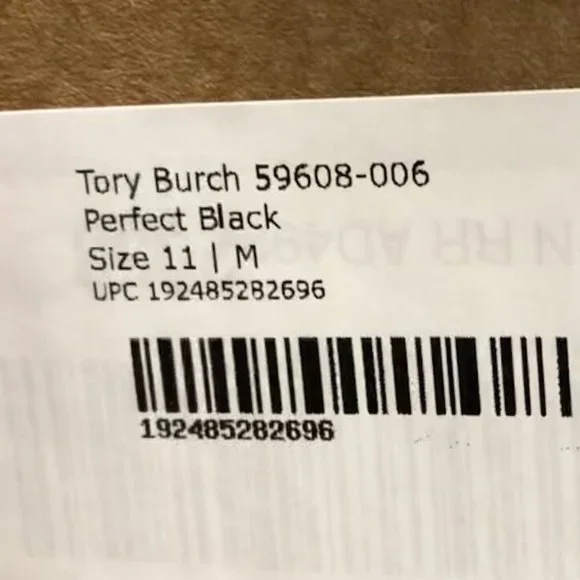 Tory Burch 59608-006
Perfect Black
Size 11 | M
UPC 192485282696
192485282696